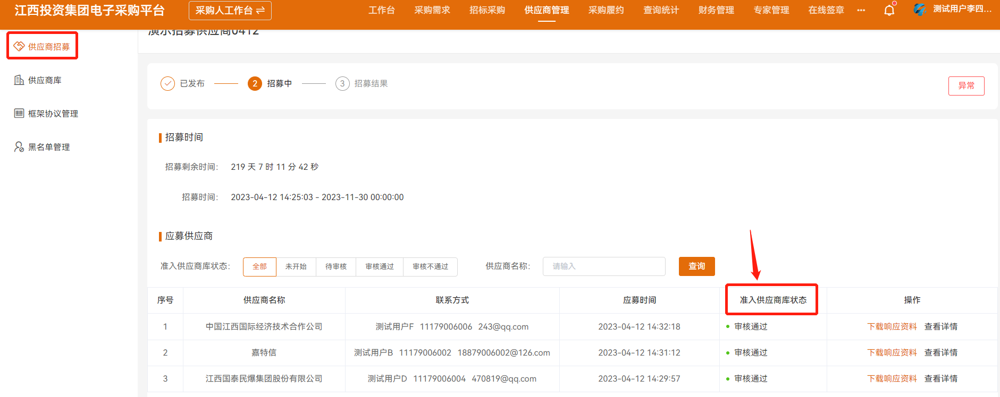 江西投资集团电子采购平台 采购人工作台 工作台 采购需求 招标采购 供应商管理 采购履约 查询统计 财务管理 专家管理 在线签章 ··· 测试用户李四...
供应商招募
供应商库
框架协议管理
黑名单管理
演示招募供应商0412
已发布 2 招募中 3 招募结果 异常
招募时间
招募剩余时间： 219 天 7 时 11 分 42 秒
招募时间： 2023-04-12 14:25:03 - 2023-11-30 00:00:00
应募供应商
准入供应商库状态： 全部 未开始 待审核 审核通过 审核不通过 供应商名称： 请输入 查询
序号 供应商名称 联系方式 应募时间 准入供应商库状态 操作
1 中国江西国际经济技术合作公司 测试用户F 11179006006 243@qq.com 2023-04-12 14:32:18 审核通过 下载响应资料 查看详情
2 嘉特信 测试用户B 11179006002 18879006002@126.com 2023-04-12 14:31:12 审核通过 下载响应资料 查看详情
3 江西国泰民爆集团股份有限公司 测试用户D 11179006004 470819@qq.com 2023-04-12 14:29:57 审核通过 下载响应资料 查看详情